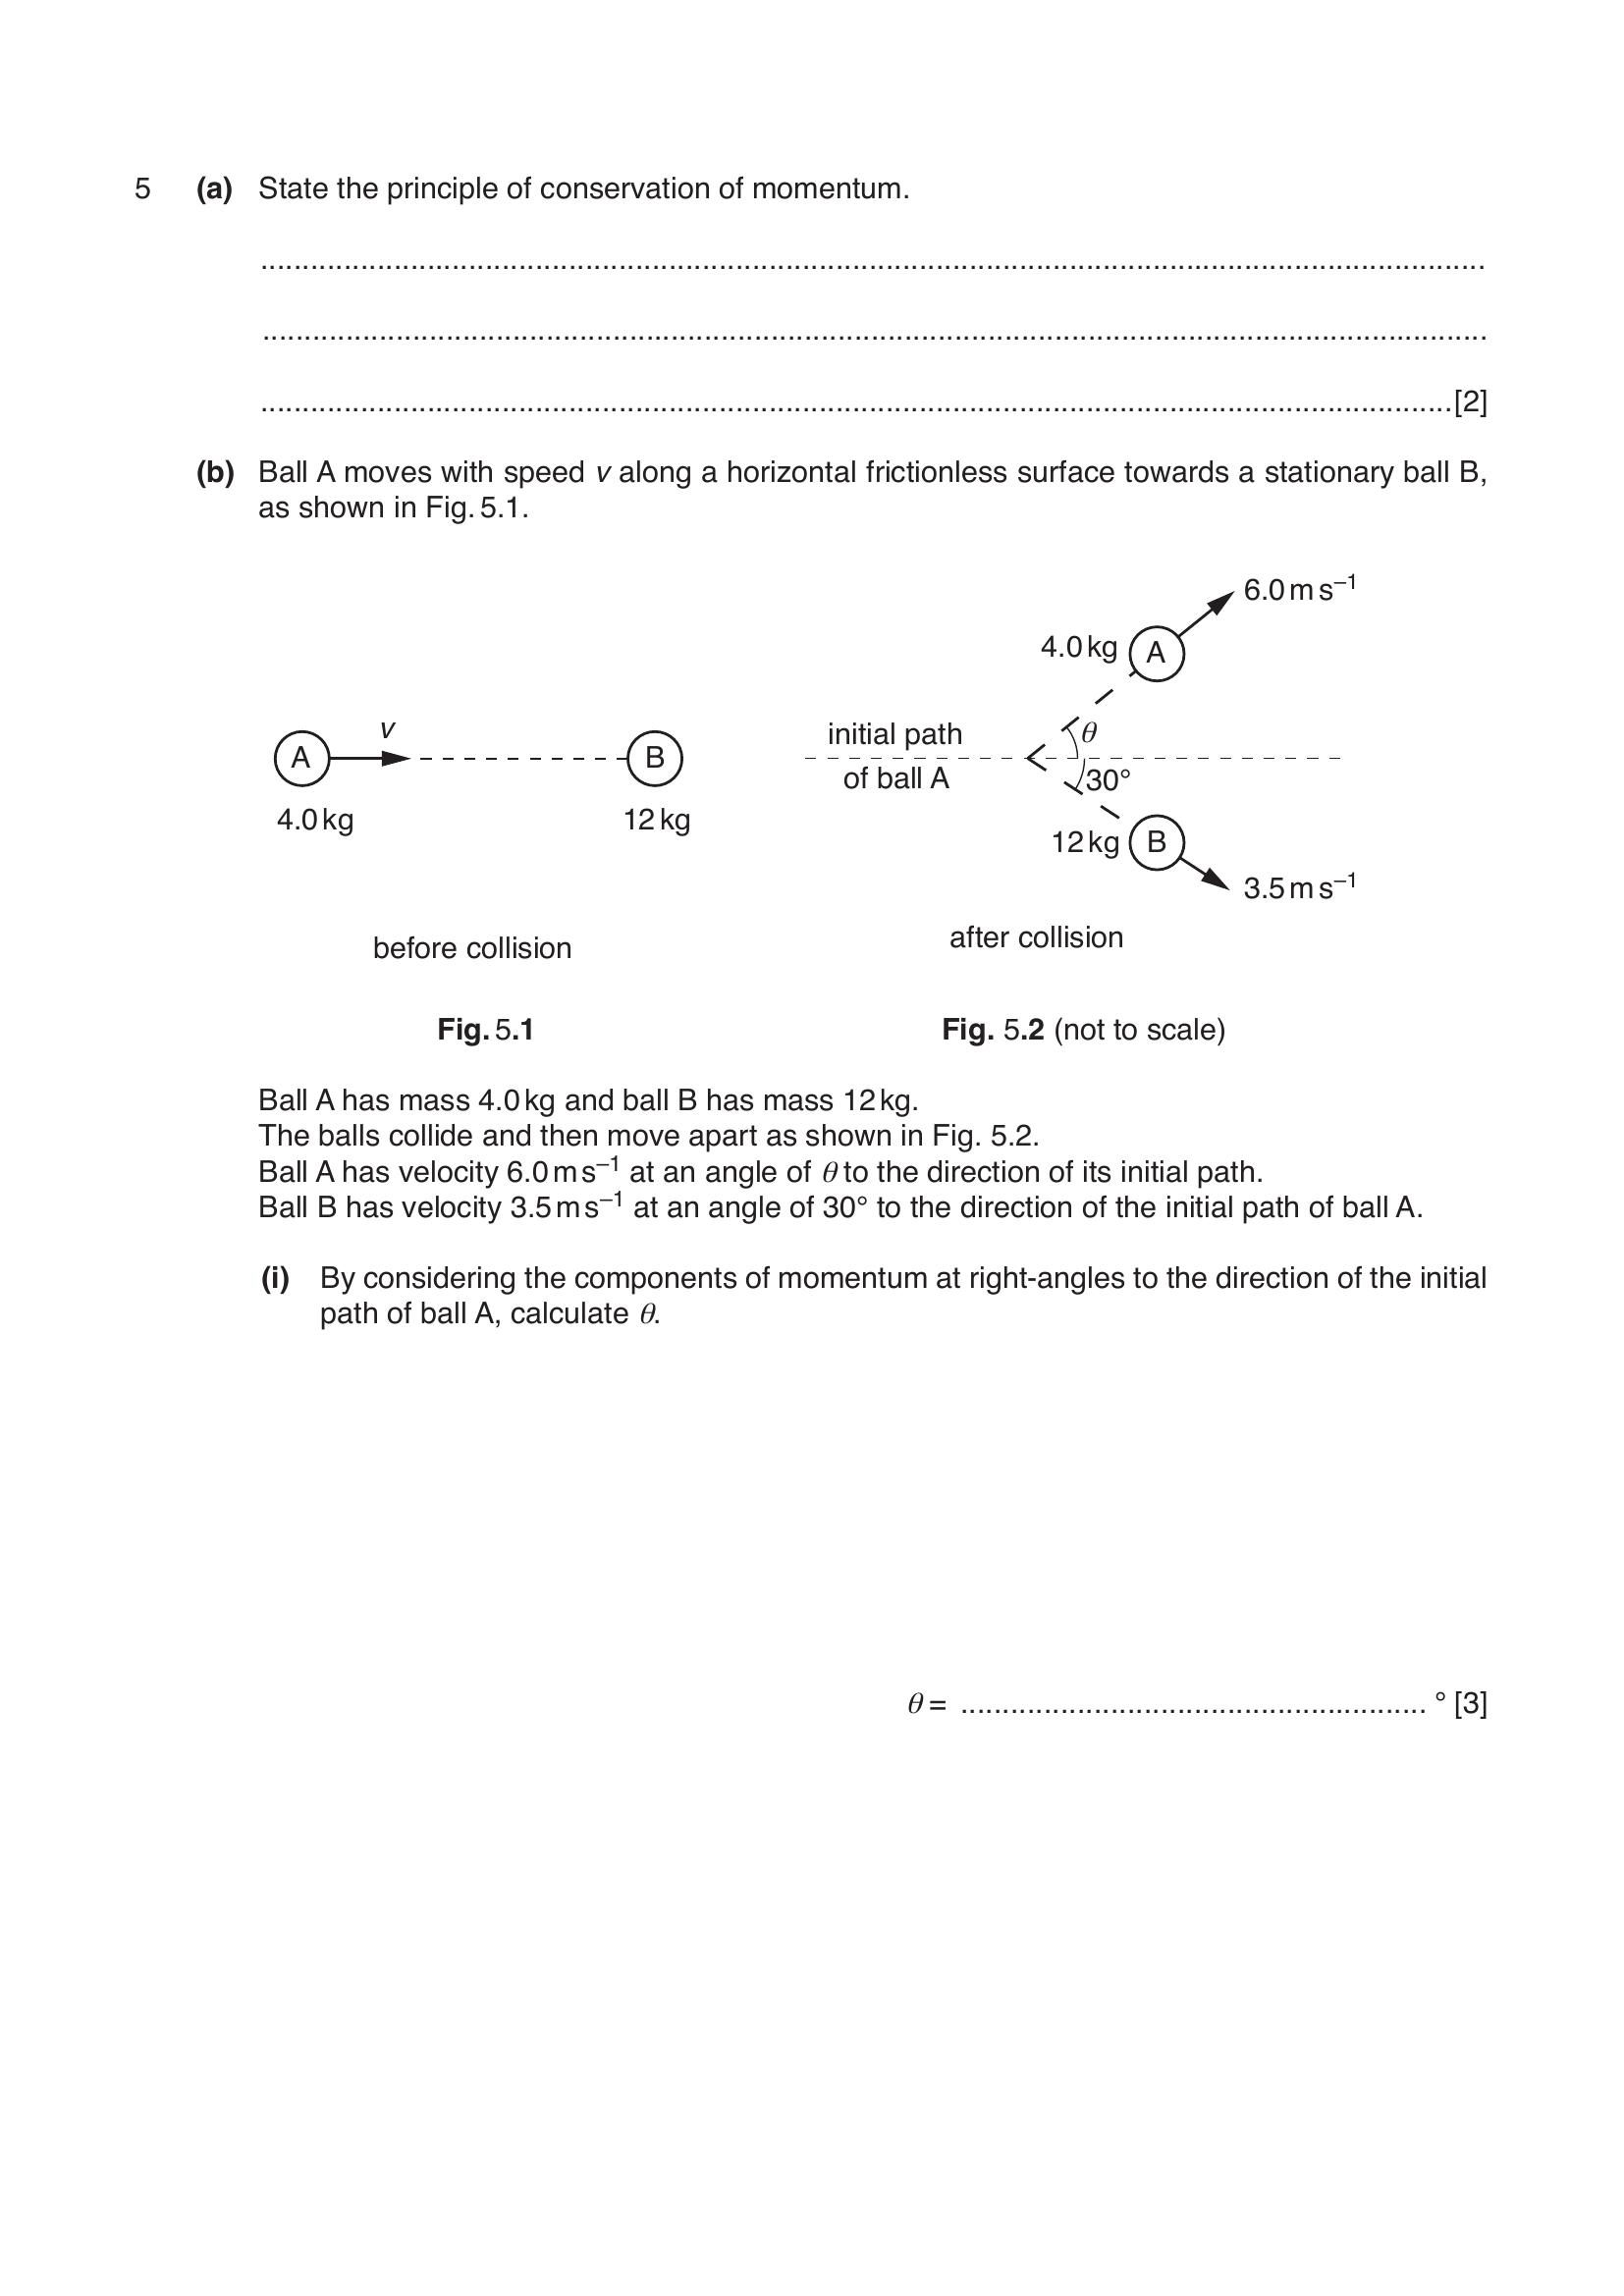 5 (a) State the principle of conservation of momentum.
..........................................................................................................................................
..........................................................................................................................................
.....................................................................................................................................[2]
(b) Ball A moves with speed v along a horizontal frictionless surface towards a stationary ball B,
as shown in Fig. 5.1.
A
v
B
4.0 kg
12 kg
before collision
Fig. 5.1
6.0 m s⁻¹
4.0 kg
A
initial path
of ball A
θ
30°
12 kg
B
3.5 m s⁻¹
after collision
Fig. 5.2 (not to scale)
Ball A has mass 4.0 kg and ball B has mass 12 kg.
The balls collide and then move apart as shown in Fig. 5.2.
Ball A has velocity 6.0 m s⁻¹ at an angle of θ to the direction of its initial path.
Ball B has velocity 3.5 m s⁻¹ at an angle of 30° to the direction of the initial path of ball A.
(i) By considering the components of momentum at right-angles to the direction of the initial
path of ball A, calculate θ.
θ = ....................................................... ° [3]